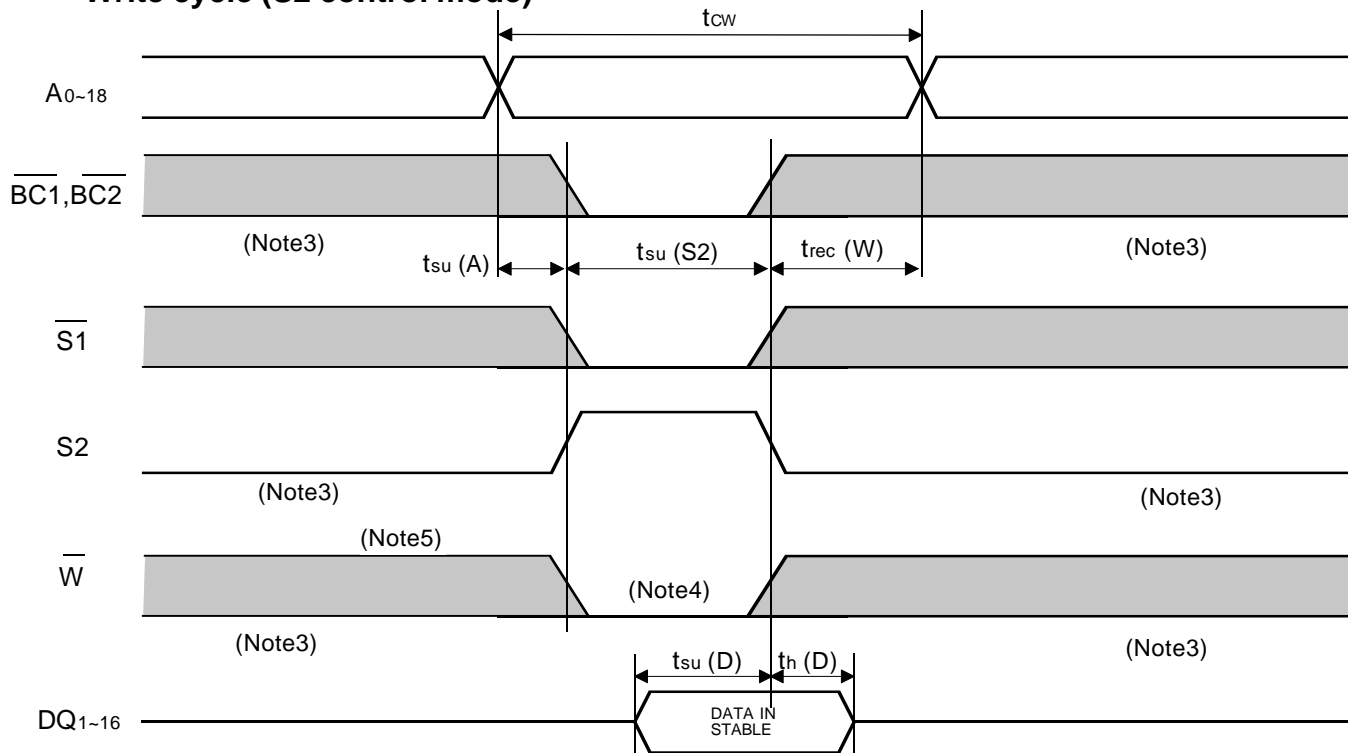 Write cycle (S2 control mode)
tCW
A0~18
BC1,BC2
(Note3)
(Note3)
tsu (A)
tsu (S2)
trec (W)
S1
S2
(Note3)
(Note3)
(Note5)
W
(Note4)
(Note3)
(Note3)
tsu (D)
th (D)
DQ1~16
DATA IN
STABLE